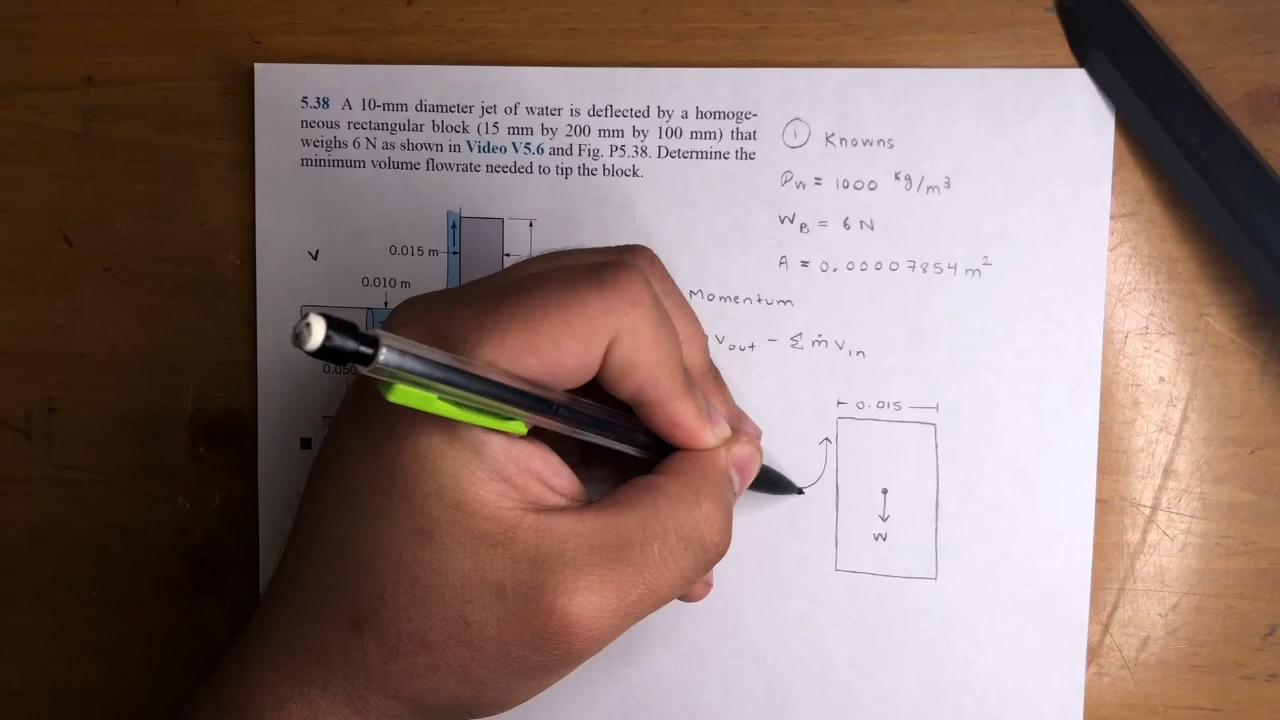 5.38 A 10-mm diameter jet of water is deflected by a homoge-
neous rectangular block (15 mm by 200 mm by 100 mm) that
weighs 6 N as shown in Video V5.6 and Fig. P5.38. Determine the
minimum volume flowrate needed to tip the block.
0.015 m
V
0.010 m
0.050
① Knowns
ρw = 1000 kg/m³
WB = 6 N
A = 0.00007854 m²
Momentum
Vout - Σ ṁ Vin
0.015
W